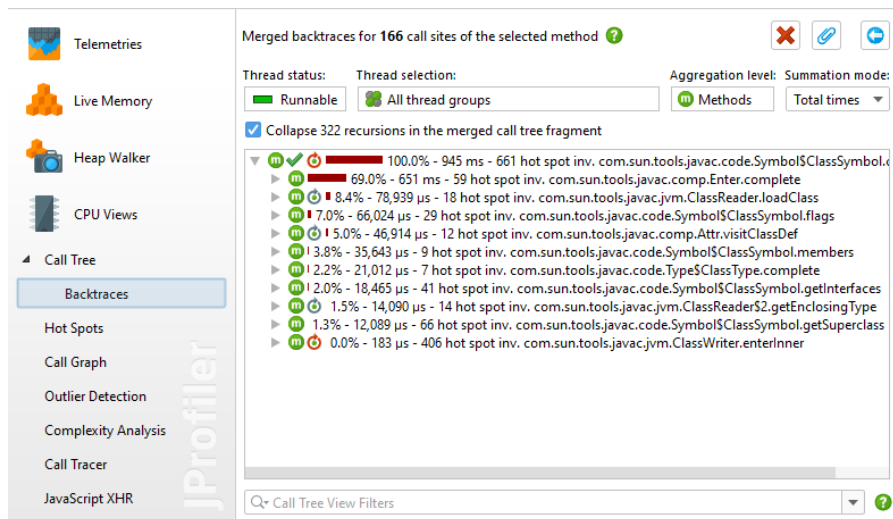 Telemetries
Live Memory
Heap Walker
CPU Views
Call Tree
Backtraces
Hot Spots
Call Graph
Outlier Detection
Complexity Analysis
Call Tracer
JavaScript XHR
JProfiler
Merged backtraces for 166 call sites of the selected method
Thread status: Thread selection: Aggregation level: Summation mode:
Runnable All thread groups Methods Total times
Collapse 322 recursions in the merged call tree fragment
100.0% - 945 ms - 661 hot spot inv. com.sun.tools.javac.code.Symbol$ClassSymbol.c
69.0% - 651 ms - 59 hot spot inv. com.sun.tools.javac.comp.Enter.complete
8.4% - 78,939 µs - 18 hot spot inv. com.sun.tools.javac.jvm.ClassReader.loadClass
7.0% - 66,024 µs - 29 hot spot inv. com.sun.tools.javac.code.Symbol$ClassSymbol.flags
5.0% - 46,914 µs - 12 hot spot inv. com.sun.tools.javac.comp.Attr.visitClassDef
3.8% - 35,643 µs - 9 hot spot inv. com.sun.tools.javac.code.Symbol$ClassSymbol.members
2.2% - 21,012 µs - 7 hot spot inv. com.sun.tools.javac.code.Type$ClassType.complete
2.0% - 18,465 µs - 41 hot spot inv. com.sun.tools.javac.code.Symbol$ClassSymbol.getInterfaces
1.5% - 14,090 µs - 14 hot spot inv. com.sun.tools.javac.jvm.ClassReader$2.getEnclosingType
1.3% - 12,089 µs - 66 hot spot inv. com.sun.tools.javac.code.Symbol$ClassSymbol.getSuperclass
0.0% - 183 µs - 406 hot spot inv. com.sun.tools.javac.jvm.ClassWriter.enterInner
Call Tree View Filters